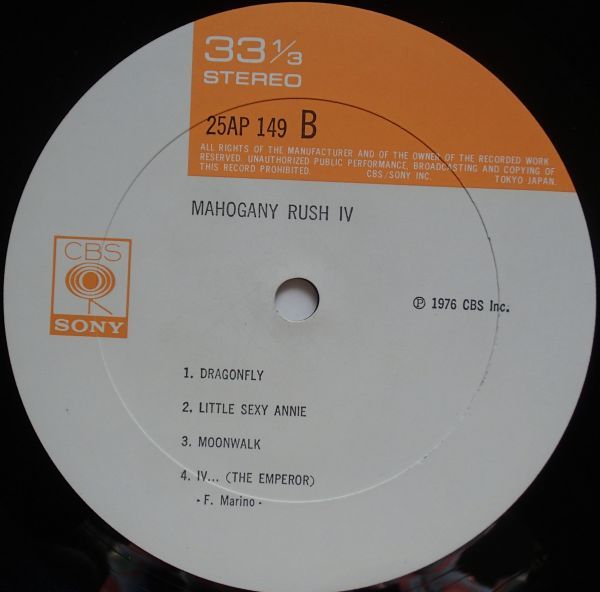 33 1/3
STEREO
25AP 149 B
ALL RIGHTS OF THE MANUFACTURER AND OF THE OWNER OF THE RECORDED WORK
RESERVED. UNAUTHORIZED PUBLIC PERFORMANCE, BROADCASTING AND COPYING OF
THIS RECORD PROHIBITED. CBS/SONY INC. TOKYO JAPAN.
MAHOGANY RUSH IV
CBS
SONY
℗ 1976 CBS Inc.
1. DRAGONFLY
2. LITTLE SEXY ANNIE
3. MOONWALK
4. IV... (THE EMPEROR)
• F. Marino •